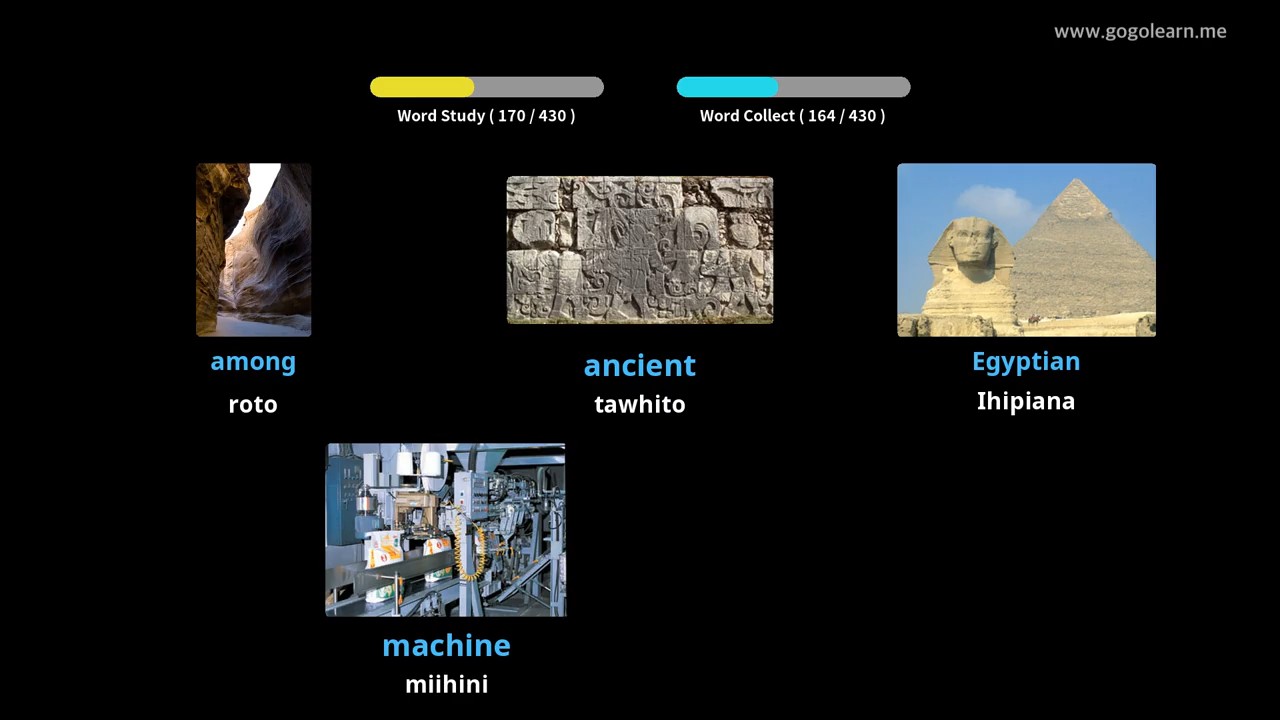 www.gogolearn.me
Word Study ( 170 / 430 )
Word Collect ( 164 / 430 )
among
ancient
Egyptian
roto
tawhito
Ihipiana
machine
miihini